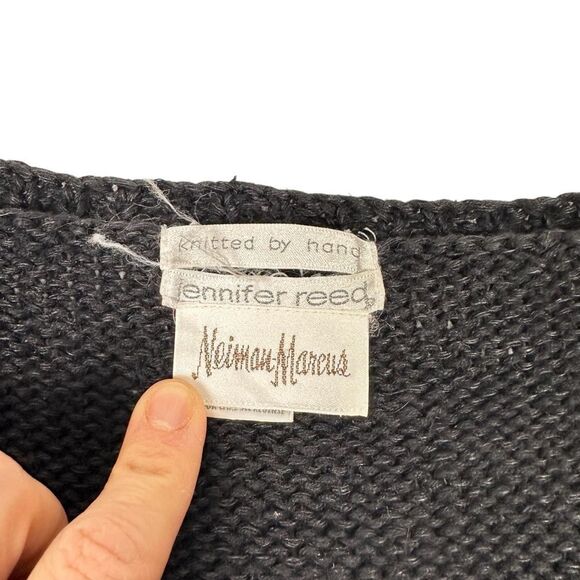 knitted by hand
jennifer reed
Neiman-Marcus